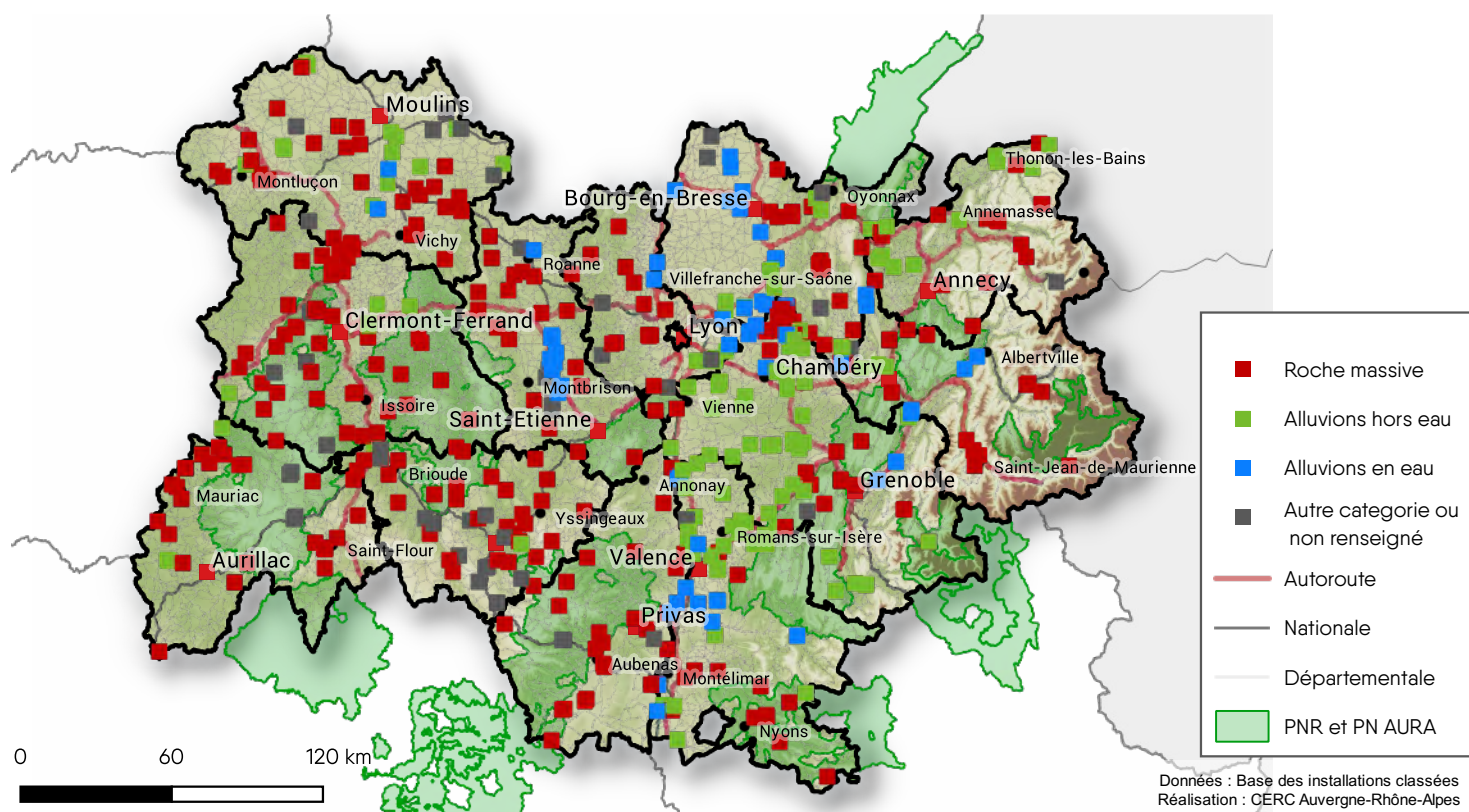 Moulins
Thonon-les-Bains
Montluçon
Bourg-en-Bresse
Oyonnax
Annemasse
Vichy
Roanne
Villefranche-sur-Saône
Annecy
Clermont-Ferrand
Lyon
Chambéry
Albertville
Montbrison
Issoire
Vienne
Saint-Etienne
Brioude
Annonay
Grenoble
Saint-Jean-de-Maurienne
Mauriac
Yssingeaux
Romans-sur-Isère
Aurillac
Saint-Flour
Valence
Privas
Aubenas
Montélimar
Nyons
0 60 120 km
Roche massive
Alluvions hors eau
Alluvions en eau
Autre categorie ou
non renseigné
Autoroute
Nationale
Départementale
PNR et PN AURA
Données : Base des installations classées
Réalisation : CERC Auvergne-Rhône-Alpes